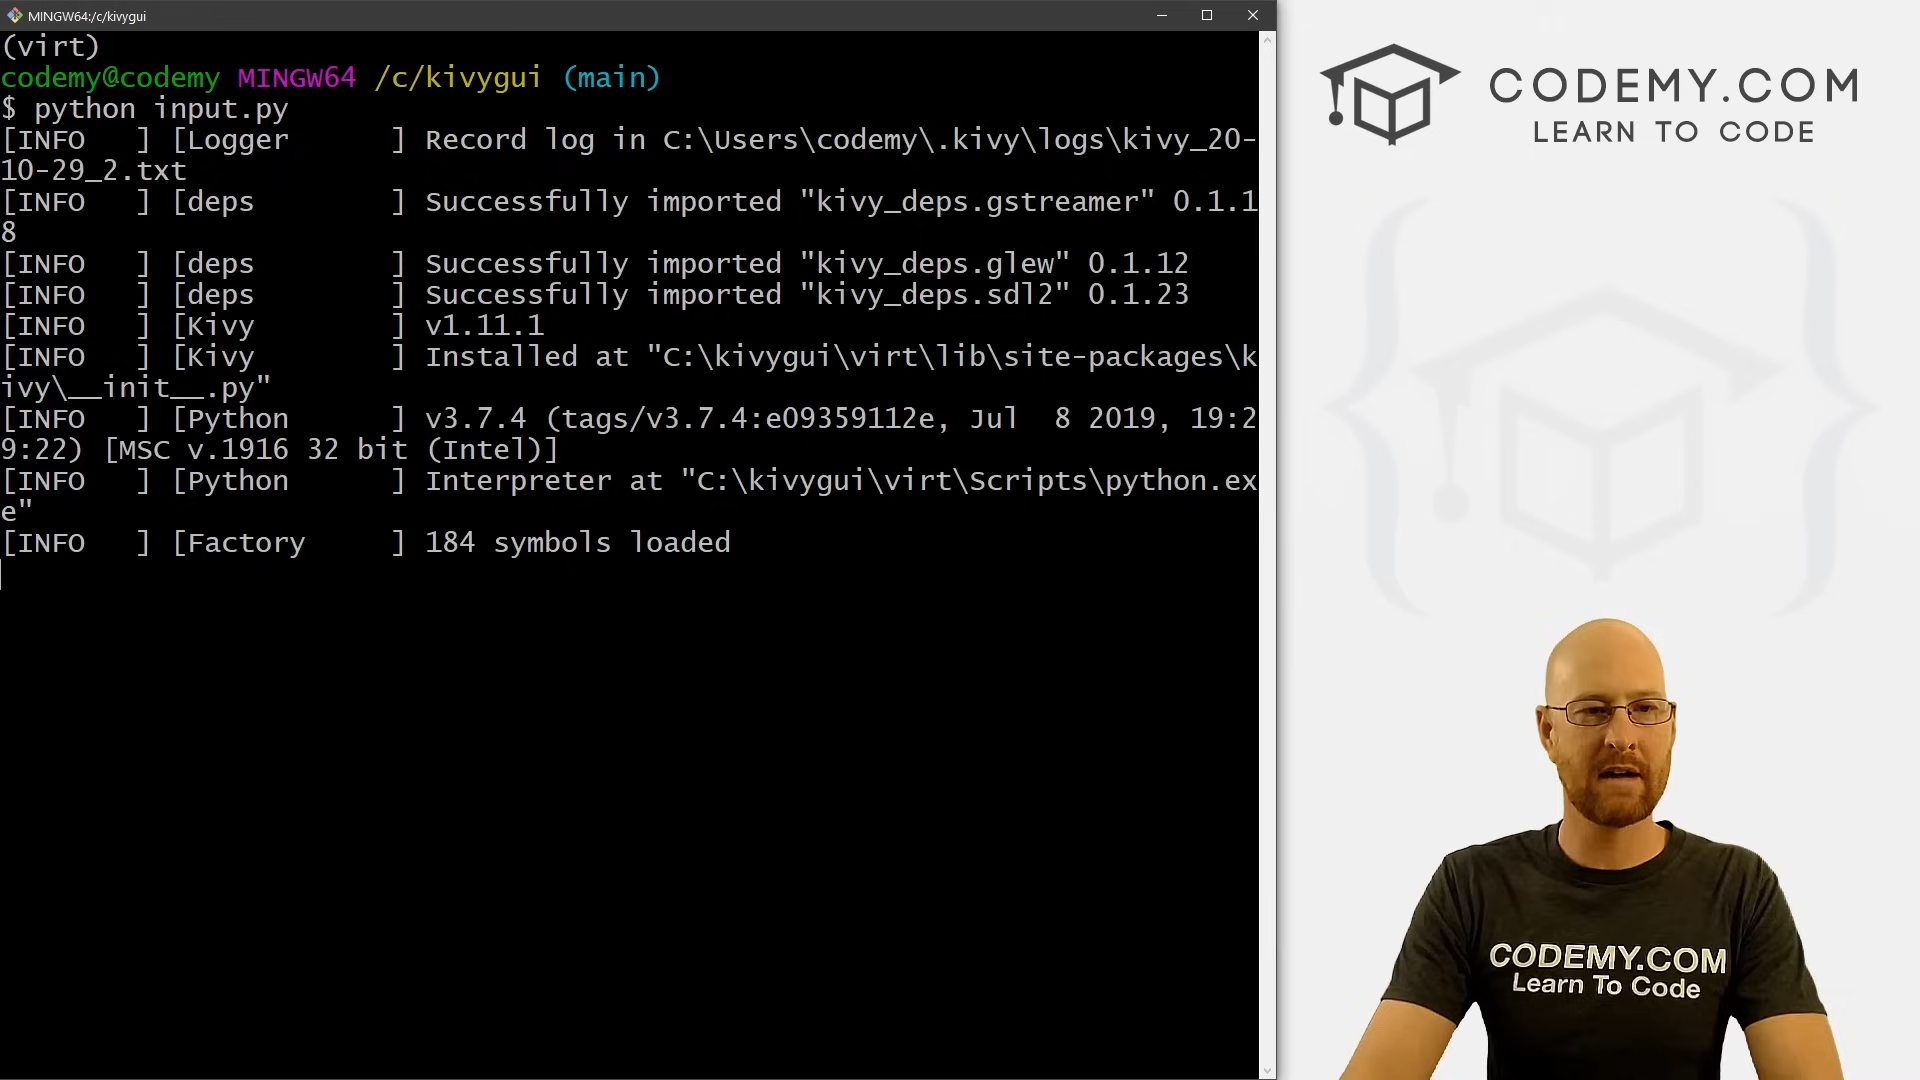 MINGW64:/c/kivygui
(virt)
codemy@codemy MINGW64 /c/kivygui (main)
$ python input.py
[INFO   ] [Logger      ] Record log in C:\Users\codemy\.kivy\logs\kivy_20-
10-29_2.txt
[INFO   ] [deps        ] Successfully imported "kivy_deps.gstreamer" 0.1.1
8
[INFO   ] [deps        ] Successfully imported "kivy_deps.glew" 0.1.12
[INFO   ] [deps        ] Successfully imported "kivy_deps.sdl2" 0.1.23
[INFO   ] [Kivy        ] v1.11.1
[INFO   ] [Kivy        ] Installed at "C:\kivygui\virt\lib\site-packages\k
ivy\__init__.py"
[INFO   ] [Python      ] v3.7.4 (tags/v3.7.4:e09359112e, Jul  8 2019, 19:2
9:22) [MSC v.1916 32 bit (Intel)]
[INFO   ] [Python      ] Interpreter at "C:\kivygui\virt\Scripts\python.ex
e"
[INFO   ] [Factory     ] 184 symbols loaded
CODEMY.COM
LEARN TO CODE
CODEMY.COM
Learn To Code